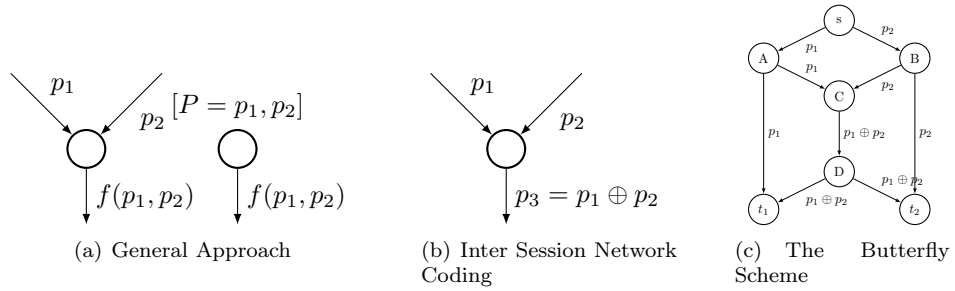 p₁
p₂
[P = p₁, p₂]
f(p₁, p₂)
f(p₁, p₂)
(a) General Approach
p₁
p₂
p₃ = p₁ ⊕ p₂
(b) Inter Session Network
Coding
s
p₁
p₂
A
B
p₁
p₂
C
p₁
p₁ ⊕ p₂
p₂
D
p₁ ⊕ p₂
p₁ ⊕ p₂
t₁
t₂
(c) The Butterfly
Scheme